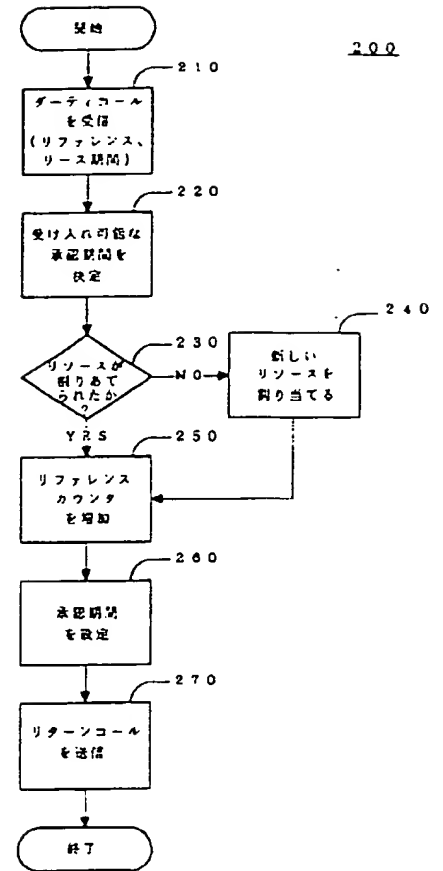 開始
200
210
ダーティコール
を受信
(リファレンス、
リース期間)
220
受け入れ可能な
承認期間を
決定
230
リソースが
割りあて
られたか
?
NO
240
新しい
リソースを
割り当てる
YRS
250
リファレンス
カウンタ
を増加
260
承認期間
を設定
270
リターンコール
を送信
終了